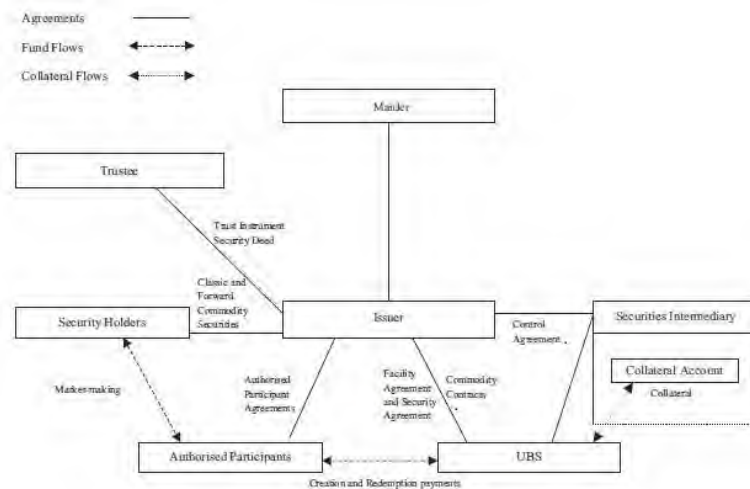 Agreements
Fund Flows
Collateral Flows
Trustee
Trust Instrument
Security Deed
Classic and
Forward
Commodity
Securities
Security Holders
Issuer
Securities Intermediary
Control
Agreement
Collateral Account
Collateral
Market-making
Authorised
Participant
Agreements
Facility
Agreement
and Security
Agreement
Commodity
Contracts
Authorised Participants
UBS
Creation and Redemption payments